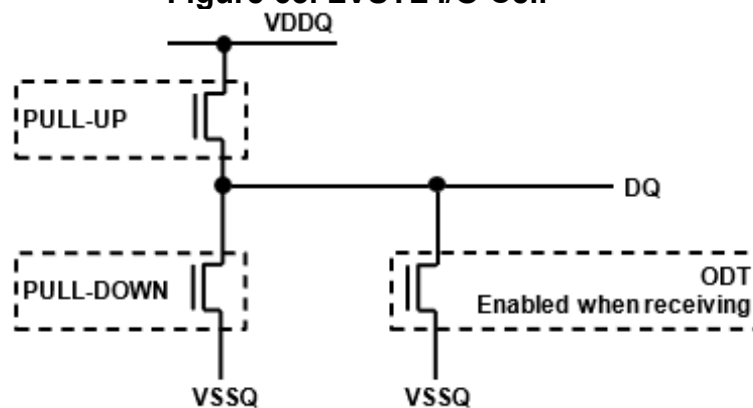 VDDQ
PULL-UP
DQ
PULL-DOWN
ODT
Enabled when receiving
VSSQ
VSSQ